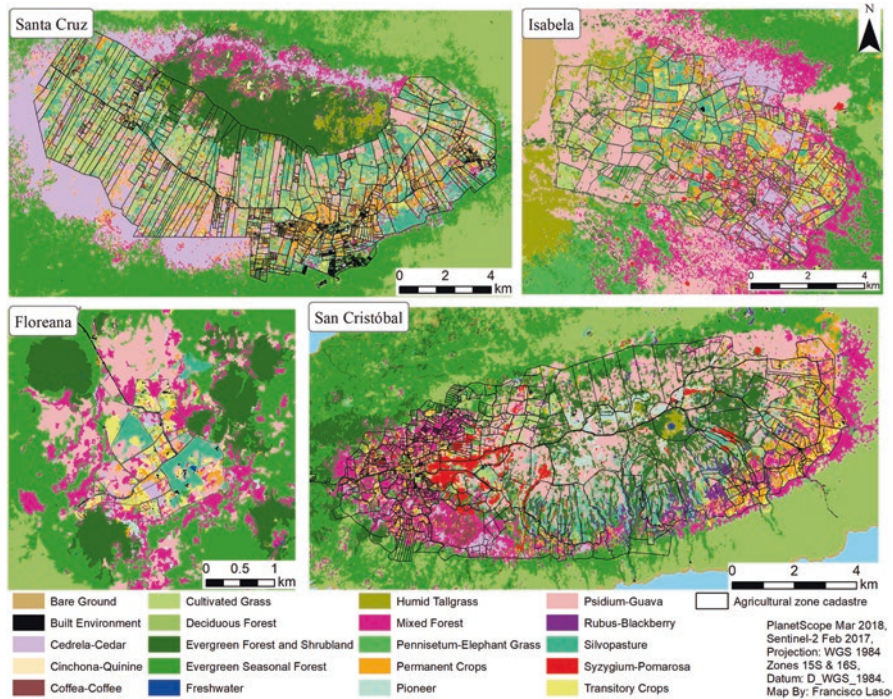 Santa Cruz
Isabela
N
0 2 4
km
0 2 4
km
Floreana
San Cristóbal
0 0.5 1
km
0 2 4
km
Bare Ground
Built Environment
Cedrela-Cedar
Cinchona-Quinine
Coffea-Coffee
Cultivated Grass
Deciduous Forest
Evergreen Forest and Shrubland
Evergreen Seasonal Forest
Freshwater
Humid Tallgrass
Mixed Forest
Pennisetum-Elephant Grass
Permanent Crops
Pioneer
Psidium-Guava
Rubus-Blackberry
Silvopasture
Syzygium-Pomarosa
Transitory Crops
Agricultural zone cadastre
PlanetScope Mar 2018,
Sentinel-2 Feb 2017,
Projection: WGS 1984
Zones 15S & 16S,
Datum: D_WGS_1984.
Map By: Francisco Laso